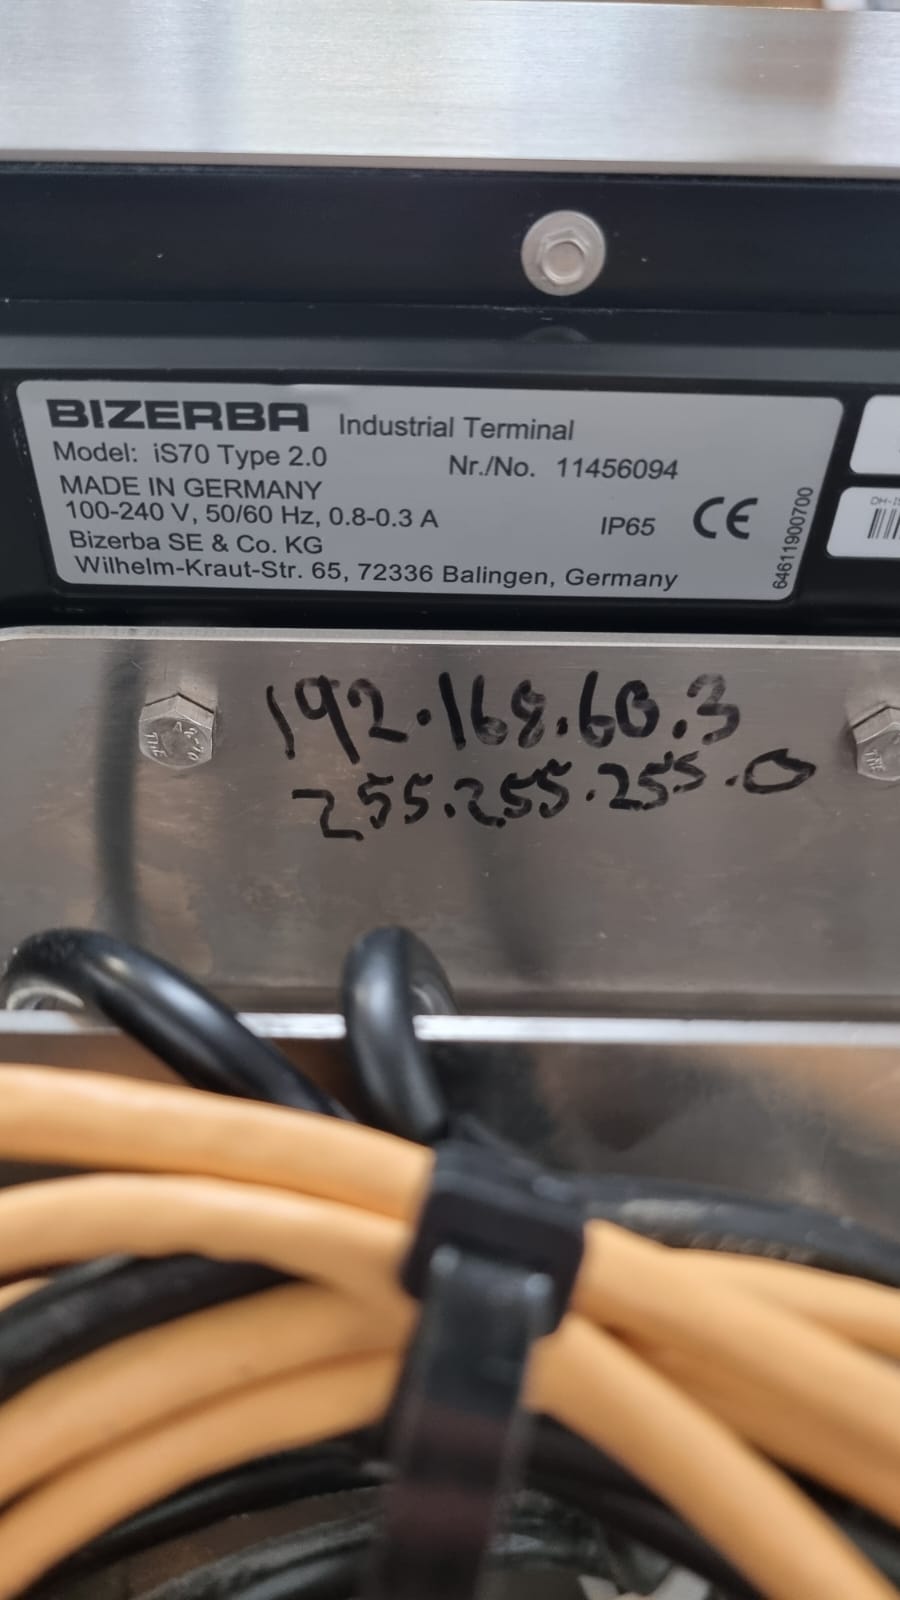 BIZERBA Industrial Terminal
Model: iS70 Type 2.0 Nr./No. 11456094
MADE IN GERMANY
100-240 V, 50/60 Hz, 0.8-0.3 A IP65 CE
Bizerba SE & Co. KG
Wilhelm-Kraut-Str. 65, 72336 Balingen, Germany
64611900700
192.168.60.3
255.255.255.0